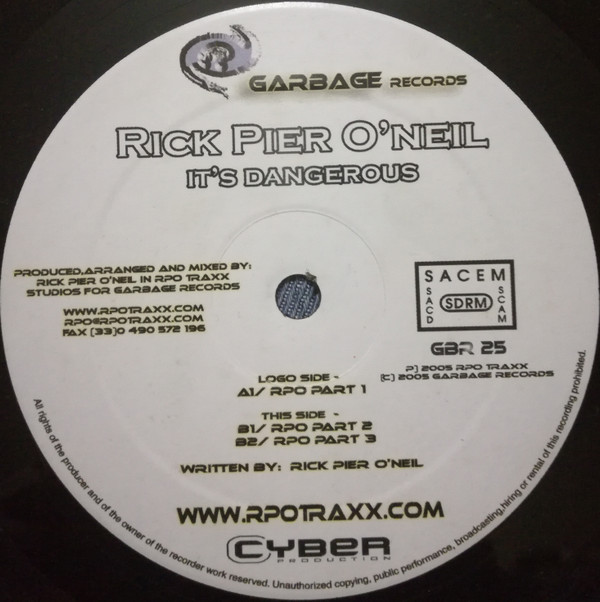 GARBAGE RECORDS
RICK PIER O'NEIL
IT'S DANGEROUS
PRODUCED,ARRANGED AND MIXED BY:
RICK PIER O'NEIL IN RPO TRAXX
STUDIOS FOR GARBAGE RECORDS
WWW.RPOTRAXX.COM
RPO@RPOTRAXX.COM
FAX (33)0 490 572 196
SACEM
SACD
SDRM
SCAM
GBR 25
P) 2005 RPO TRAXX
(C) 2005 GARBAGE RECORDS
LOGO SIDE -
A1/ RPO PART 1
THIS SIDE -
B1/ RPO PART 2
B2/ RPO PART 3
WRITTEN BY: RICK PIER O'NEIL
WWW.RPOTRAXX.COM
CYBER
PRODUCTION
All rights of the producer and of the owner of the recorder work reserved. Unauthorized copying, public performance, broadcasting,hiring or rental of this recording prohibited.